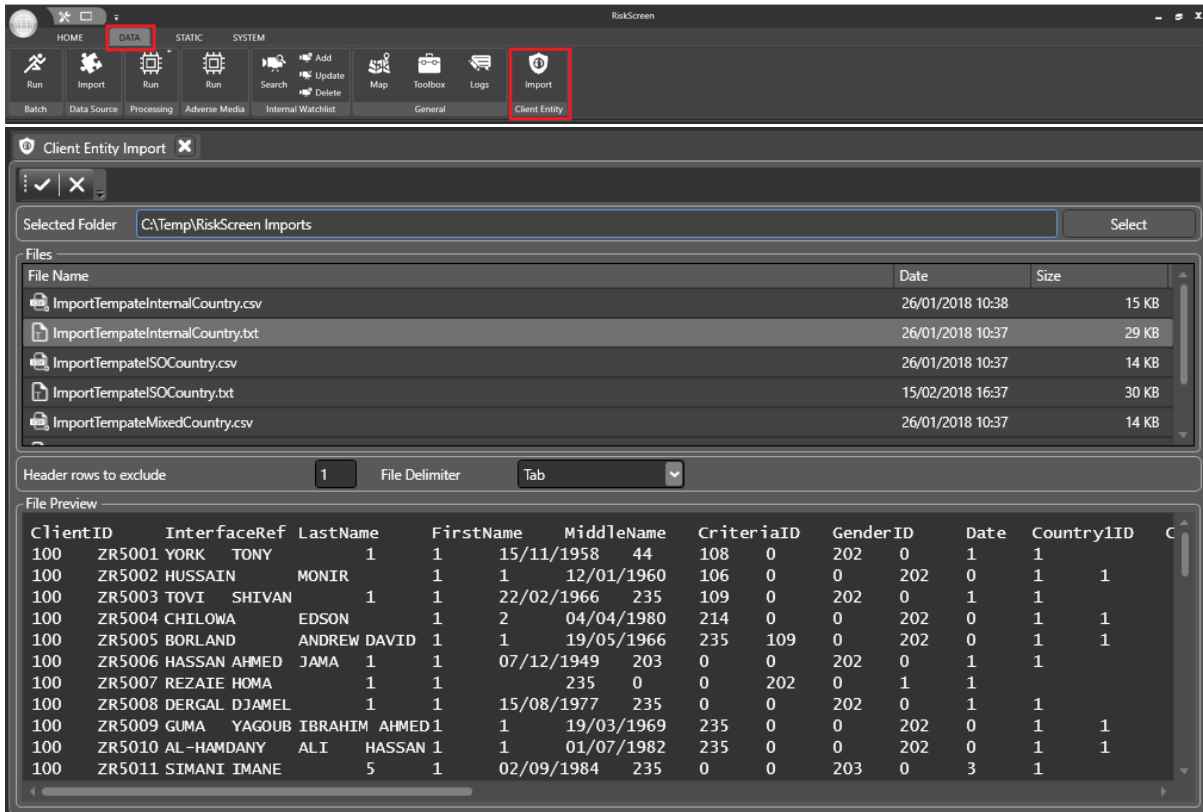 RiskScreen
HOME DATA STATIC SYSTEM
Run Import Run Run Search Add Update Delete Map Toolbox Logs Import
Batch Data Source Processing Adverse Media Internal Watchlist General Client Entity
Client Entity Import
Selected Folder C:\Temp\RiskScreen Imports Select
Files
File Name Date Size
ImportTempateInternalCountry.csv 26/01/2018 10:38 15 KB
ImportTempateInternalCountry.txt 26/01/2018 10:37 29 KB
ImportTempateISOCountry.csv 26/01/2018 10:37 14 KB
ImportTempateISOCountry.txt 15/02/2018 16:37 30 KB
ImportTempateMixedCountry.csv 26/01/2018 10:37 14 KB
Header rows to exclude 1 File Delimiter Tab
File Preview
ClientID InterfaceRef LastName FirstName MiddleName CriteriaID GenderID Date Country1ID C
100 ZR5001 YORK TONY 1 1 15/11/1958 44 108 0 202 0 1 1
100 ZR5002 HUSSAIN MONIR 1 1 12/01/1960 106 0 0 202 0 1 1
100 ZR5003 TOVI SHIVAN 1 1 22/02/1966 235 109 0 202 0 1 1
100 ZR5004 CHILOWA EDSON 1 2 04/04/1980 214 0 0 202 0 1 1
100 ZR5005 BORLAND ANDREW DAVID 1 1 19/05/1966 235 109 0 202 0 1 1
100 ZR5006 HASSAN AHMED JAMA 1 1 07/12/1949 203 0 0 202 0 1 1
100 ZR5007 REZAIE HOMA 1 1 235 0 0 202 0 1 1
100 ZR5008 DERGAL DJAMEL 1 1 15/08/1977 235 0 0 202 0 1 1
100 ZR5009 GUMA YAGOUB IBRAHIM AHMED 1 1 19/03/1969 235 0 0 202 0 1 1
100 ZR5010 AL-HAMDANY ALI HASSAN 1 1 01/07/1982 235 0 0 202 0 1 1
100 ZR5011 SIMANI IMANE 5 1 02/09/1984 235 0 0 203 0 3 1